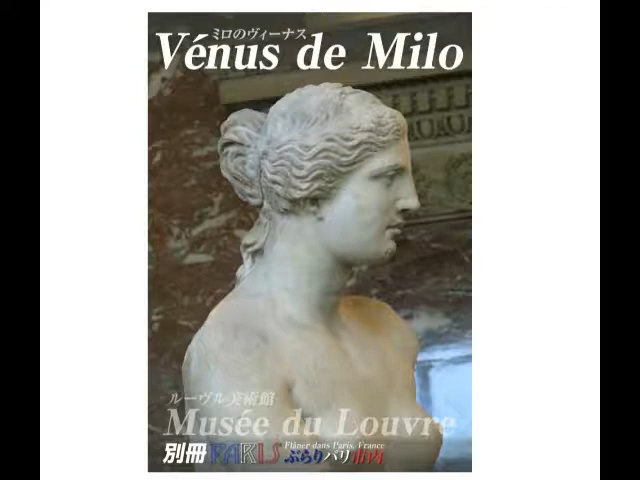 ミロのヴィーナス
Vénus de Milo
ルーヴル美術館
Musée du Louvre
Flâner dans Paris, France
別冊PARISぶらりパリ市内